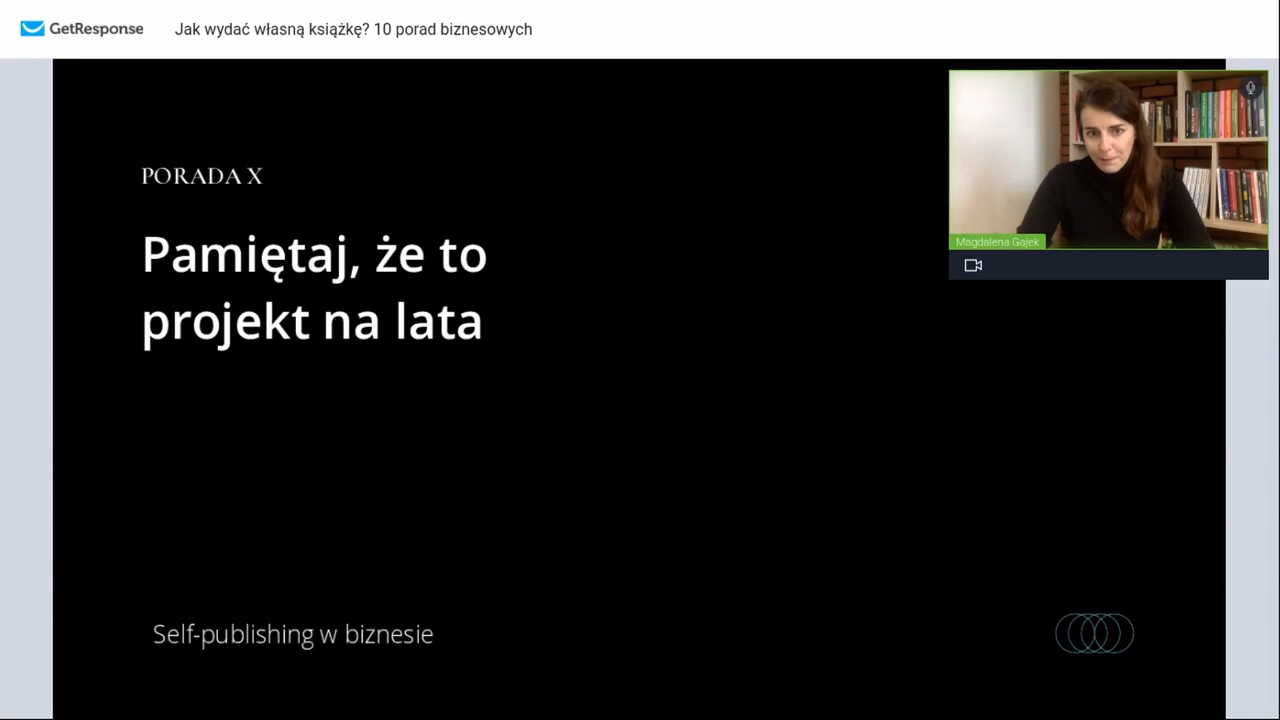 GetResponse
Jak wydać własną książkę? 10 porad biznesowych
PORADA X
Pamiętaj, że to
projekt na lata
Magdalena Gajek
Self-publishing w biznesie